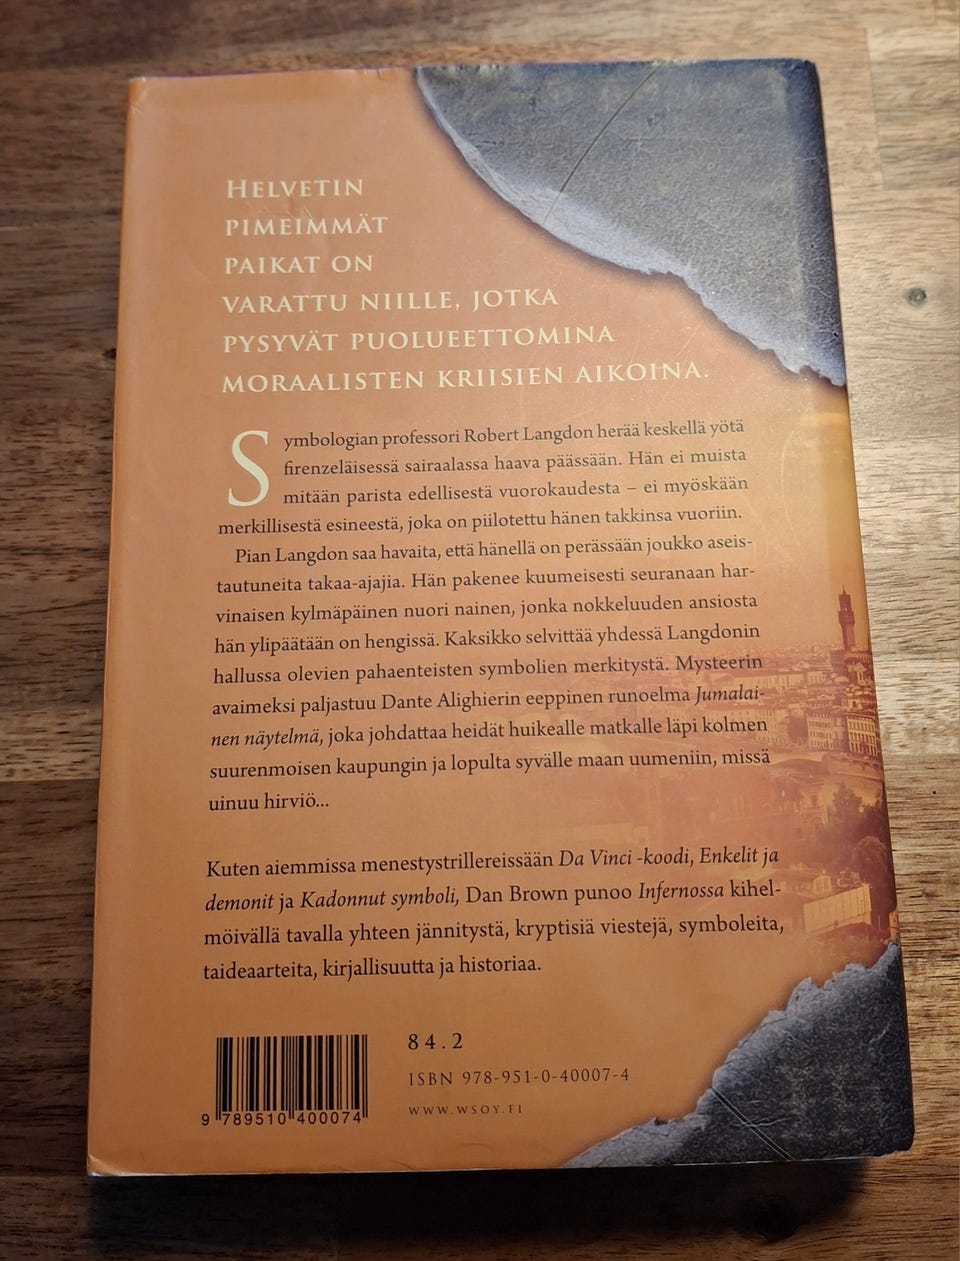 HELVETIN
PIMEIMMÄT
PAIKAT ON
VARATTU NIILLE, JOTKA
PYSYVÄT PUOLUEETTOMINA
MORAALISTEN KRIISIEN AIKOINA.
Symbologian professori Robert Langdon herää keskellä yötä
firenzeläisessä sairaalassa haava päässään. Hän ei muista
mitään parista edellisestä vuorokaudesta – ei myöskään
merkillisestä esineestä, joka on piilotettu hänen takkinsa vuoriin.
Pian Langdon saa havaita, että hänellä on perässään joukko aseis-
tautuneita takaa-ajajia. Hän pakenee kuumeisesti seuranaan har-
vinaisen kylmäpäinen nuori nainen, jonka nokkeluuden ansiosta
hän ylipäätään on hengissä. Kaksikko selvittää yhdessä Langdonin
hallussa olevien pahaenteisten symbolien merkitystä. Mysteerin
avaimeksi paljastuu Dante Alighierin eeppinen runoelma Jumalai-
nen näytelmä, joka johdattaa heidät huikealle matkalle läpi kolmen
suurenmoisen kaupungin ja lopulta syvälle maan uumeniin, missä
uinuu hirviö...
Kuten aiemmissa menestystrillereissään Da Vinci -koodi, Enkelit ja
demonit ja Kadonnut symboli, Dan Brown punoo Infernossa kihel-
möivällä tavalla yhteen jännitystä, kryptisiä viestejä, symboleita,
taideaarteita, kirjallisuutta ja historiaa.
84.2
ISBN 978-951-0-40007-4
WWW.WSOY.FI
9 789510 400074